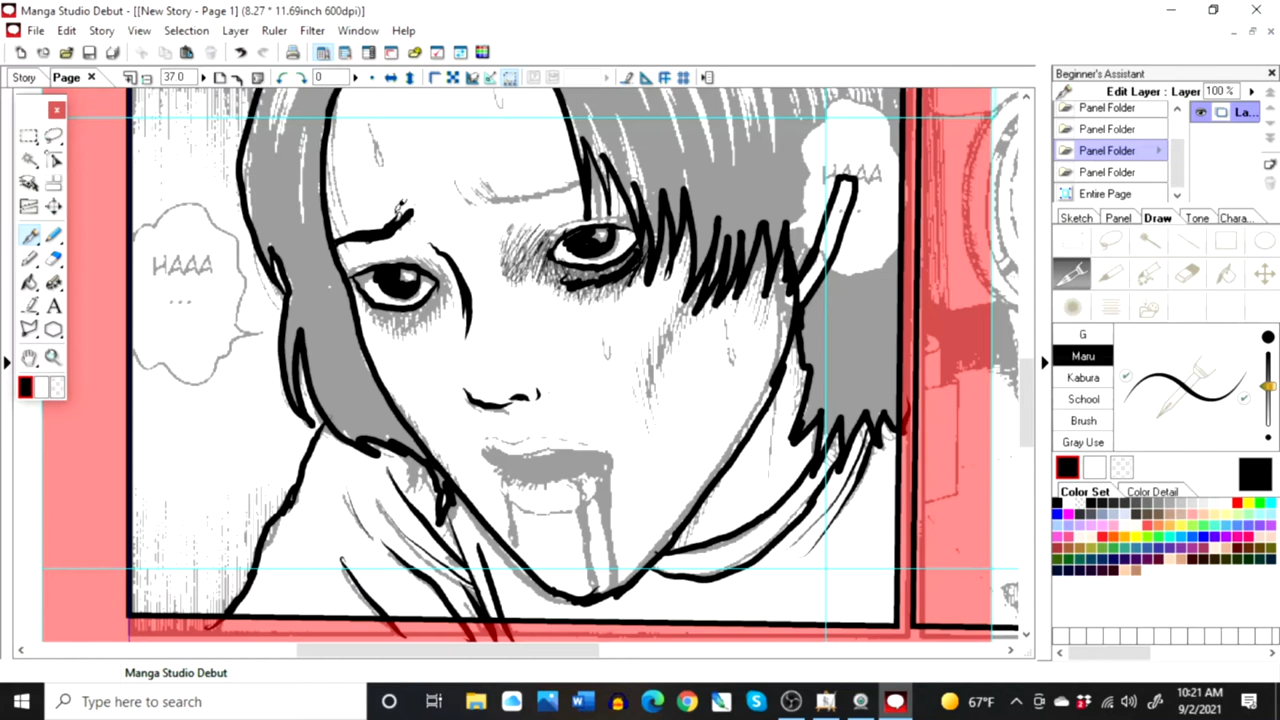 Manga Studio Debut - [[New Story - Page 1] (8.27 * 11.69inch 600dpi)]
File Edit Story View Selection Layer Ruler Filter Window Help
Story Page 37.0 0
Beginner's Assistant
Edit Layer : Layer 100 %
Panel Folder
Panel Folder
Panel Folder
Panel Folder
Entire Page
La...
Sketch Panel Draw Tone Chara...
G
Maru
Kabura
School
Brush
Gray Use
Color Set Color Detail
HAAA
HAAA
...
Manga Studio Debut
Type here to search
67°F
10:21 AM
9/2/2021